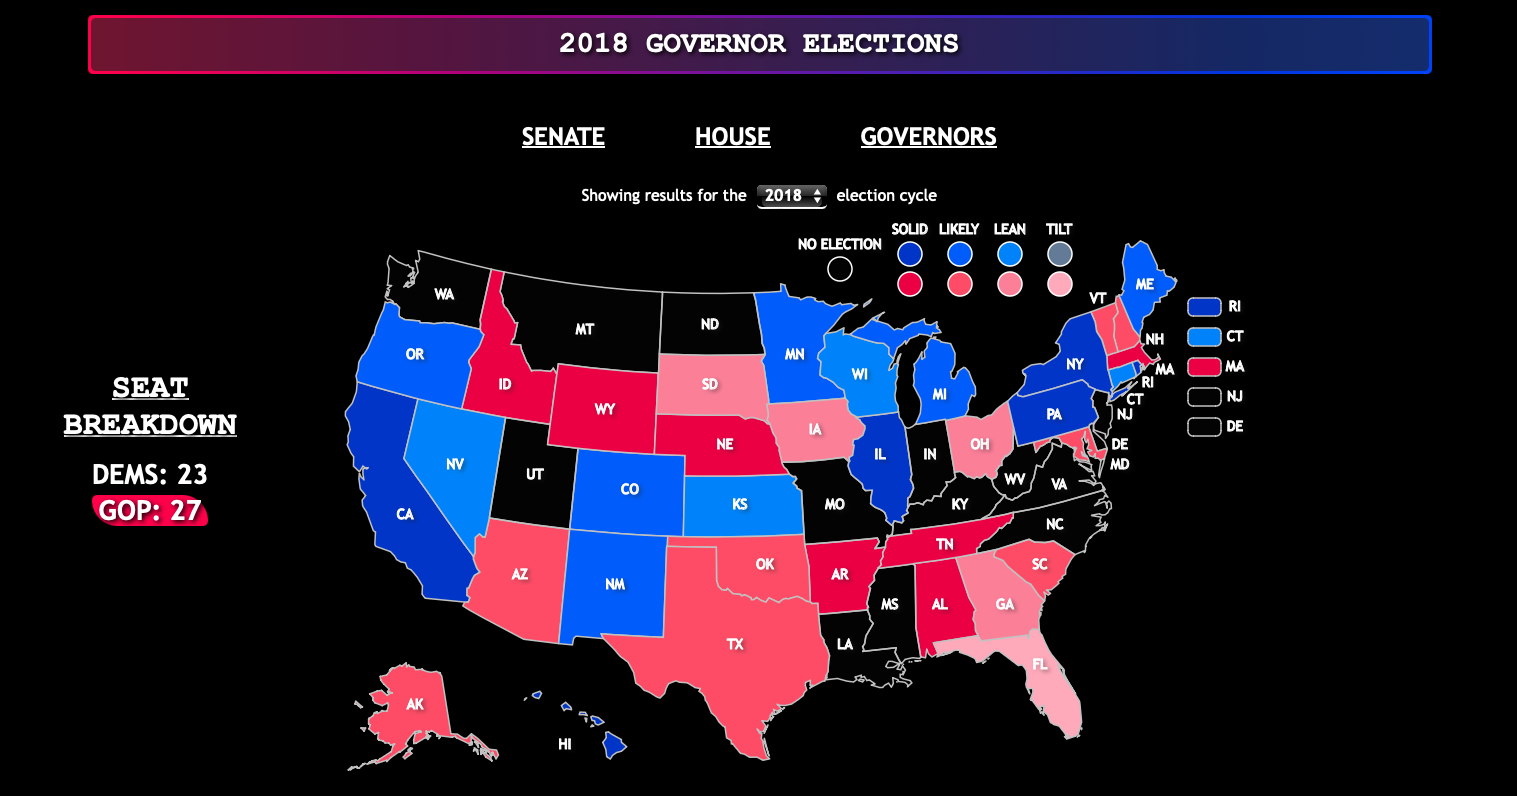 2018 GOVERNOR ELECTIONS
SENATE HOUSE GOVERNORS
Showing results for the 2018 election cycle
NO ELECTION SOLID LIKELY LEAN TILT
SEAT
BREAKDOWN
DEMS: 23
GOP: 27
WA
MT
ND
MN
VT
ME
RI
OR
ID
SD
WI
MI
NY
NH
CT
MA
RI
CT
MA
WY
NE
IA
PA
NJ
NJ
NV
UT
CO
KS
IL
IN
OH
DE
MD
DE
CA
MO
KY
WV
VA
AZ
NM
OK
AR
TN
NC
SC
TX
LA
MS
AL
GA
FL
AK
HI